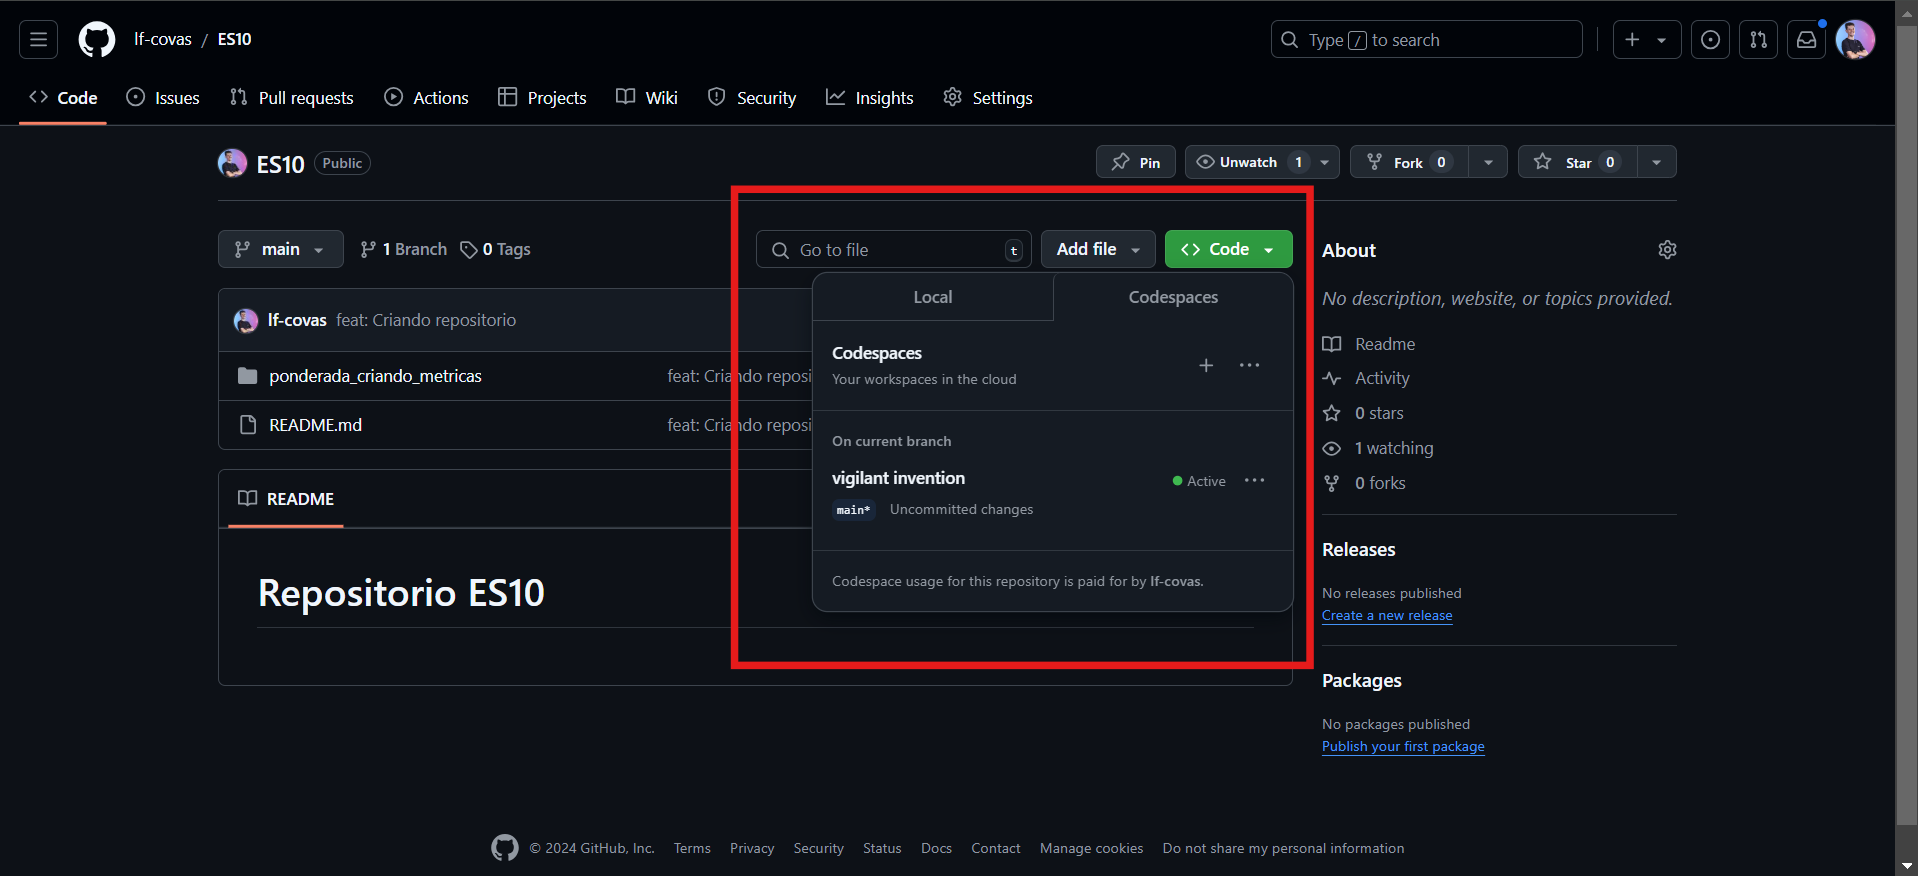 lf-covas / ES10
Type / to search
Code Issues Pull requests Actions Projects Wiki Security Insights Settings
ES10 Public
Pin Unwatch 1 Fork 0 Star 0
main 1 Branch 0 Tags
Go to file t Add file Code
lf-covas feat: Criando repositorio
ponderada_criando_metricas feat: Criando reposi
README.md feat: Criando reposi
README
Repositorio ES10
Local Codespaces
Codespaces
Your workspaces in the cloud
On current branch
vigilant invention Active
main* Uncommitted changes
Codespace usage for this repository is paid for by lf-covas.
About
No description, website, or topics provided.
Readme
Activity
0 stars
1 watching
0 forks
Releases
No releases published
Create a new release
Packages
No packages published
Publish your first package
© 2024 GitHub, Inc. Terms Privacy Security Status Docs Contact Manage cookies Do not share my personal information